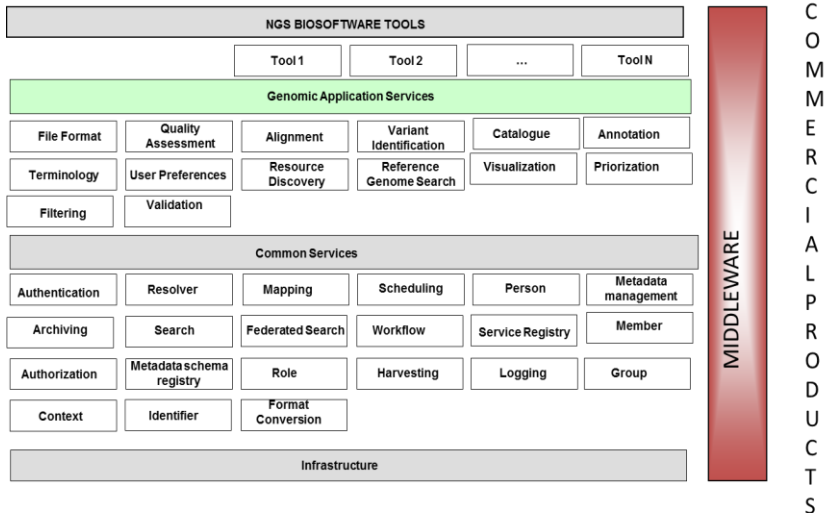 NGS BIOSOFTWARE TOOLS
Tool 1
Tool 2
...
Tool N
Genomic Application Services
File Format
Quality
Assessment
Alignment
Variant
Identification
Catalogue
Annotation
Terminology
User Preferences
Resource
Discovery
Reference
Genome Search
Visualization
Priorization
Filtering
Validation
Common Services
Authentication
Resolver
Mapping
Scheduling
Person
Metadata
management
Archiving
Search
Federated Search
Workflow
Service Registry
Member
Authorization
Metadata schema
registry
Role
Harvesting
Logging
Group
Context
Identifier
Format
Conversion
Infrastructure
MIDDLEWARE
COMMERCIAL PRODUCTS